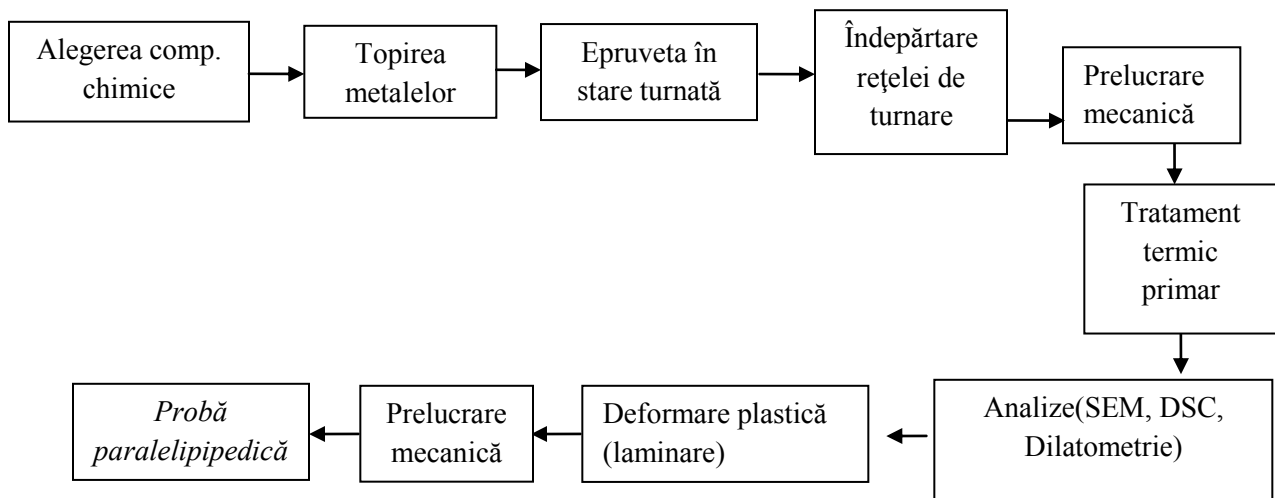 Alegerea comp.
chimice
Topirea
metalelor
Epruveta în
stare turnată
Îndepărtare
reţelei de
turnare
Prelucrare
mecanică
Tratament
termic
primar
Analize(SEM, DSC,
Dilatometrie)
Deformare plastică
(laminare)
Prelucrare
mecanică
Probă
paralelipipedică